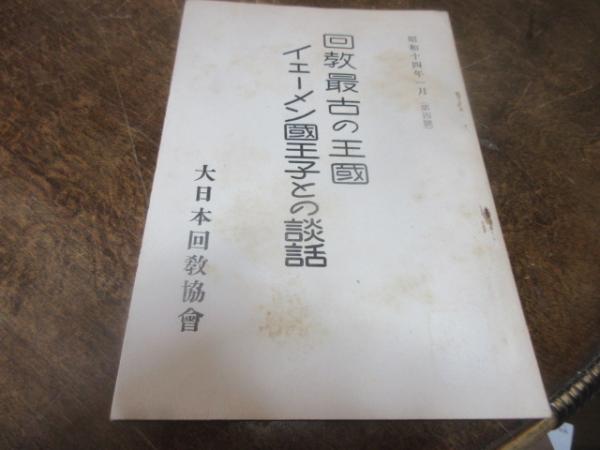 昭和十四年一月(第四號)
回教最古の王國
イエーメン國王子との談話
大日本回教協會